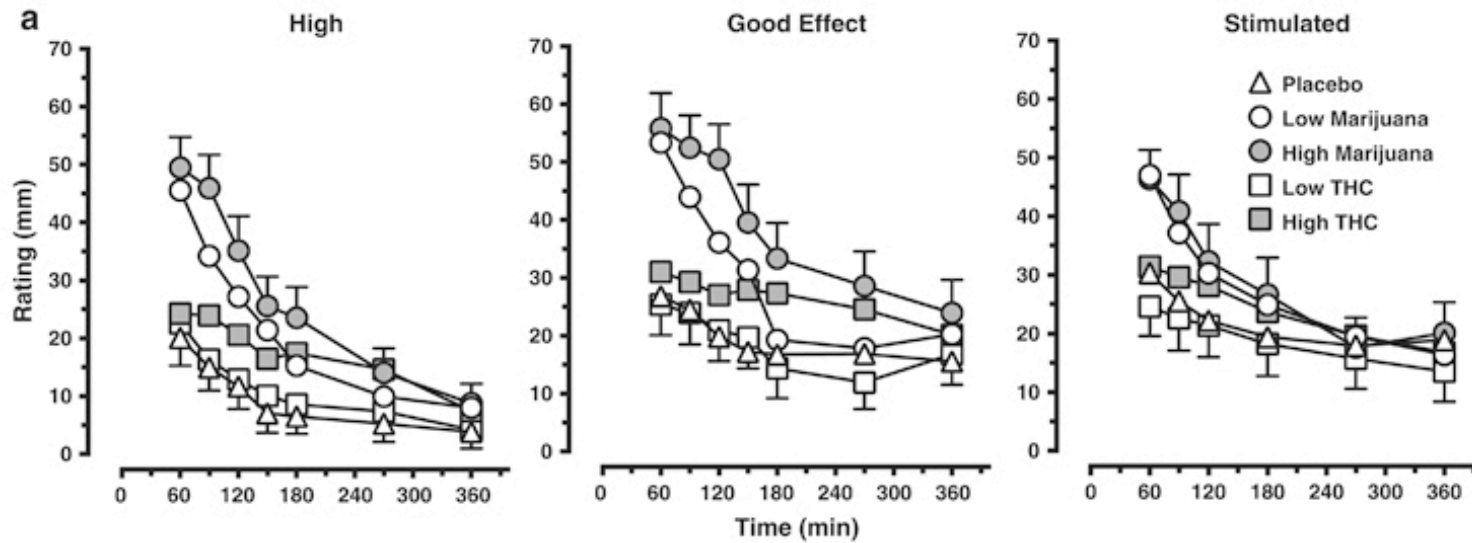 a
High
Good Effect
Stimulated
Rating (mm)
70
60
50
40
30
20
10
0
0 60 120 180 240 300 360
70
60
50
40
30
20
10
0
0 60 120 180 240 300 360
70
60
50
40
30
20
10
0
0 60 120 180 240 300 360
Placebo
Low Marijuana
High Marijuana
Low THC
High THC
Time (min)